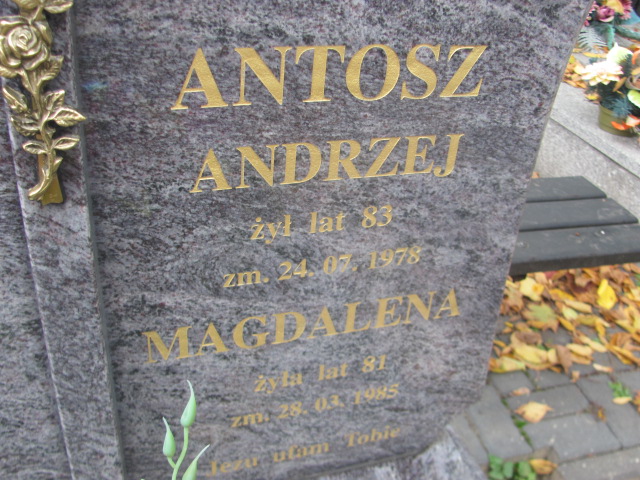 ANTOSZ
ANDRZEJ
żył lat 83
zm. 24. 07. 1978
MAGDALENA
żyła lat 81
zm. 28. 03. 1985
Jezu ufam Tobie